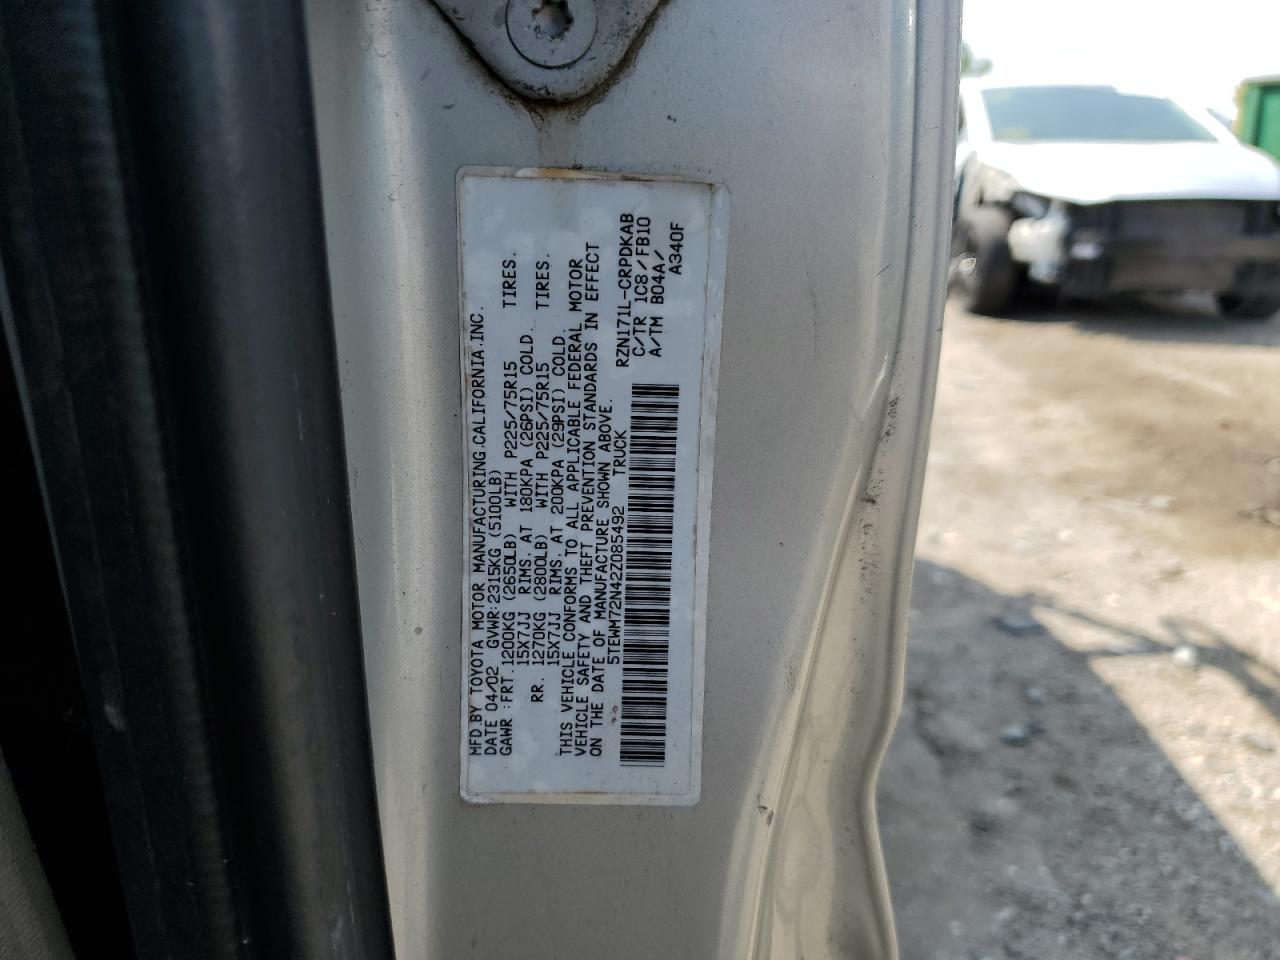 MFD BY TOYOTA MOTOR MANUFACTURING.CALIFORNIA.INC.
DATE 04/02 GVWR:2315KG (5100LB)
GAWR :FRT.1200KG (2650LB) WITH P225/75R15 TIRES.
15X7JJ RIMS. AT 180KPA (26PSI) COLD.
RR. 1270KG (2800LB) WITH P225/75R15 TIRES.
15X7JJ RIMS. AT 200KPA (29PSI) COLD.
THIS VEHICLE CONFORMS TO ALL APPLICABLE FEDERAL MOTOR
VEHICLE SAFETY AND THEFT PREVENTION STANDARDS IN EFFECT
ON THE DATE OF MANUFACTURE SHOWN ABOVE.
5TEWM72N42Z085492 TRUCK
RZN171L-CRPDKAB
C/TR 1C8/FB10
A/TM B04A/
A340F